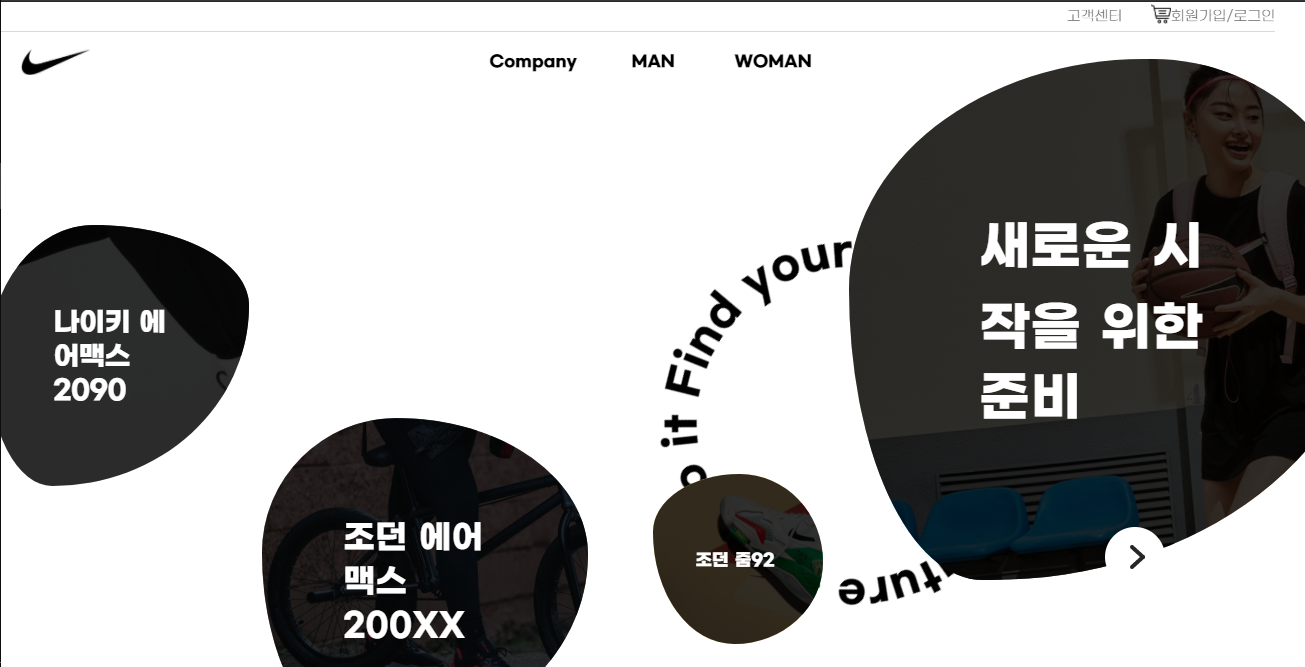 고객센터
회원기입/로그인
Company MAN WOMAN
새로운 시
작을 위한
준비
나이키 에
어맥스
2090
조던 에어
맥스
200XX
조던 줌92
it Find your
ture